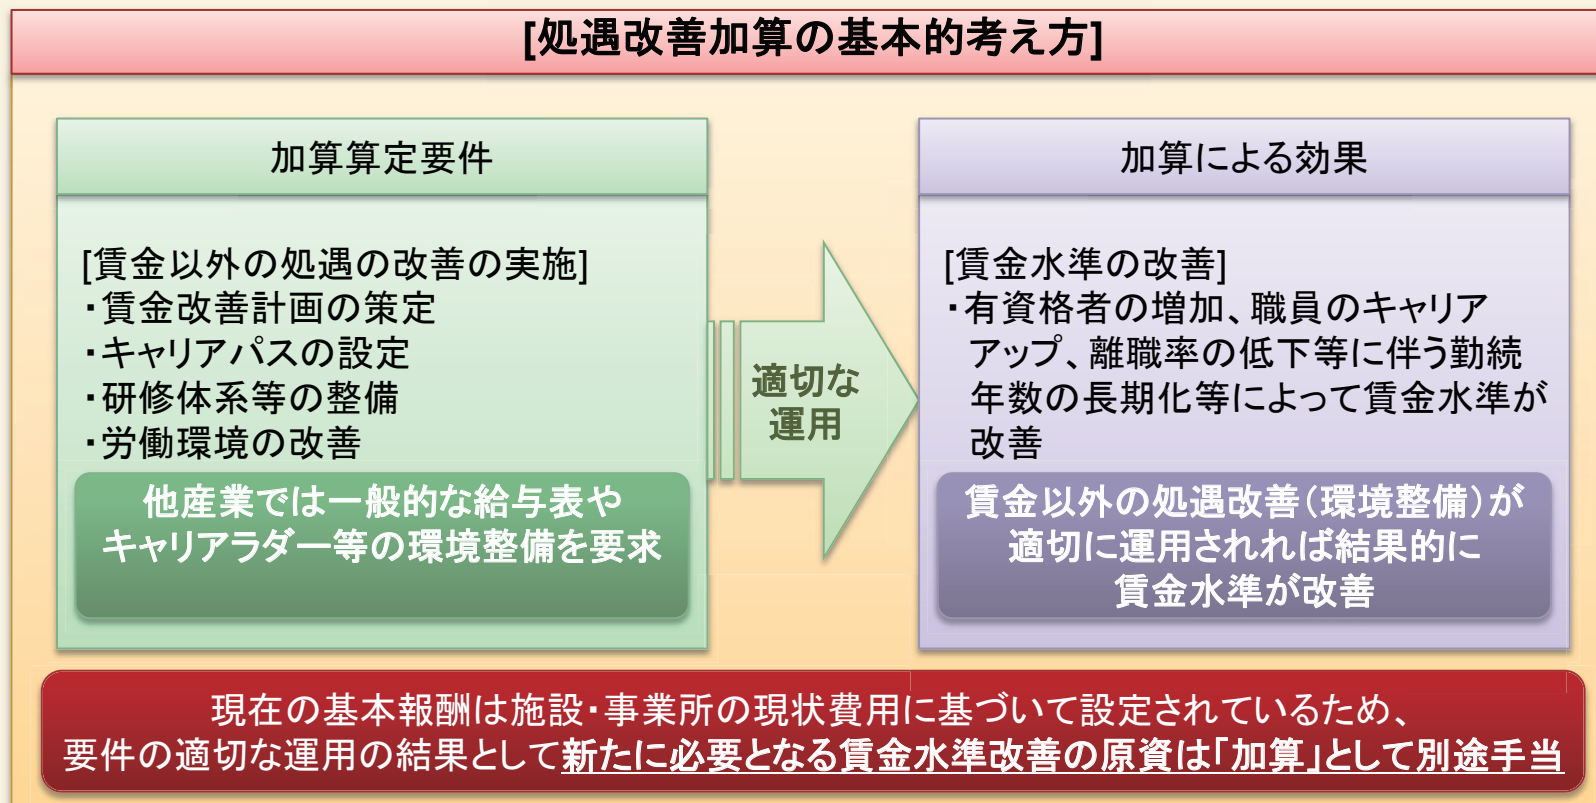 [処遇改善加算の基本的考え方]
加算算定要件
[賃金以外の処遇の改善の実施]
・賃金改善計画の策定
・キャリアパスの設定
・研修体系等の整備
・労働環境の改善
他産業では一般的な給与表や
キャリアラダー等の環境整備を要求
適切な
運用
加算による効果
[賃金水準の改善]
・有資格者の増加、職員のキャリア
アップ、離職率の低下等に伴う勤続
年数の長期化等によって賃金水準が
改善
賃金以外の処遇改善(環境整備)が
適切に運用されれば結果的に
賃金水準が改善
現在の基本報酬は施設・事業所の現状費用に基づいて設定されているため、
要件の適切な運用の結果として新たに必要となる賃金水準改善の原資は「加算」として別途手当